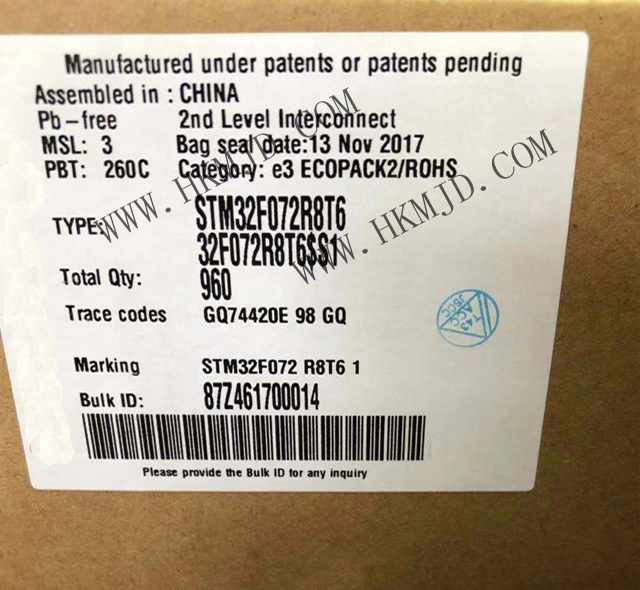 Manufactured under patents or patents pending
Assembled in : CHINA
Pb-free 2nd Level Interconnect
MSL: 3 Bag seal date:13 Nov 2017
PBT: 260C Category: e3 ECOPACK2/ROHS
TYPE: STM32F072R8T6
32F072R8T6$S1
Total Qty: 960
Trace codes GQ74420E 98 GQ
Marking STM32F072 R8T6 1
Bulk ID: 87Z461700014
Please provide the Bulk ID for any inquiry
WWW.HKMJD.COM
WWW.HKMJD.COM
T43
ACC
JSCC